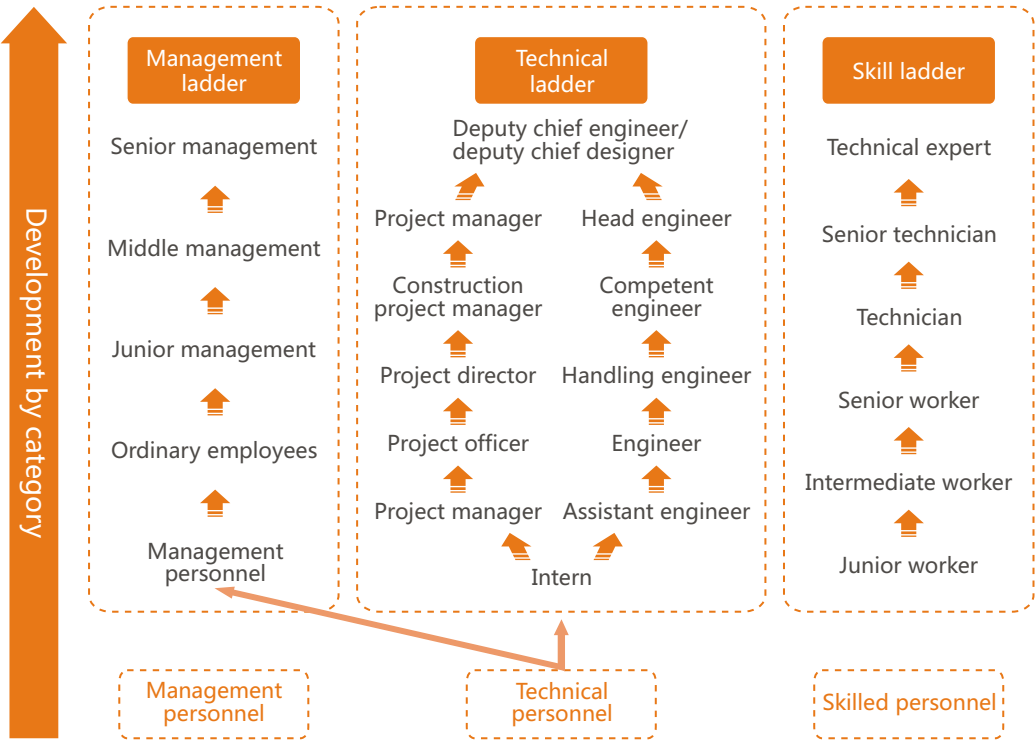 Development by category
Management
ladder
Senior management
Middle management
Junior management
Ordinary employees
Management
personnel
Technical
ladder
Deputy chief engineer/
deputy chief designer
Project manager
Head engineer
Construction
project manager
Competent
engineer
Project director
Handling engineer
Project officer
Engineer
Project manager
Assistant engineer
Intern
Skill ladder
Technical expert
Senior technician
Technician
Senior worker
Intermediate worker
Junior worker
Management
personnel
Technical
personnel
Skilled personnel